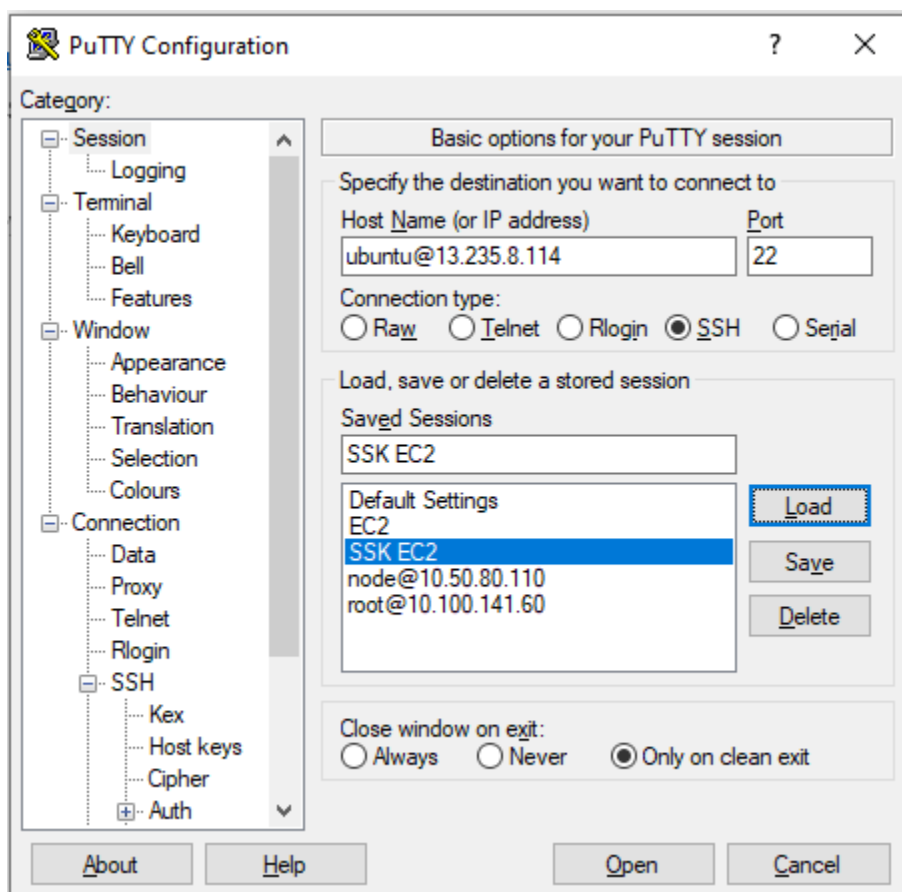 PuTTY Configuration
?
Category:
Session
Logging
Terminal
Keyboard
Bell
Features
Window
Appearance
Behaviour
Translation
Selection
Colours
Connection
Data
Proxy
Telnet
Rlogin
SSH
Kex
Host keys
Cipher
Auth
Basic options for your PuTTY session
Specify the destination you want to connect to
Host Name (or IP address) Port
ubuntu@13.235.8.114 22
Connection type:
Raw Telnet Rlogin SSH Serial
Load, save or delete a stored session
Saved Sessions
SSK EC2
Default Settings
EC2
SSK EC2
node@10.50.80.110
root@10.100.141.60
Load
Save
Delete
Close window on exit:
Always Never Only on clean exit
About Help Open Cancel